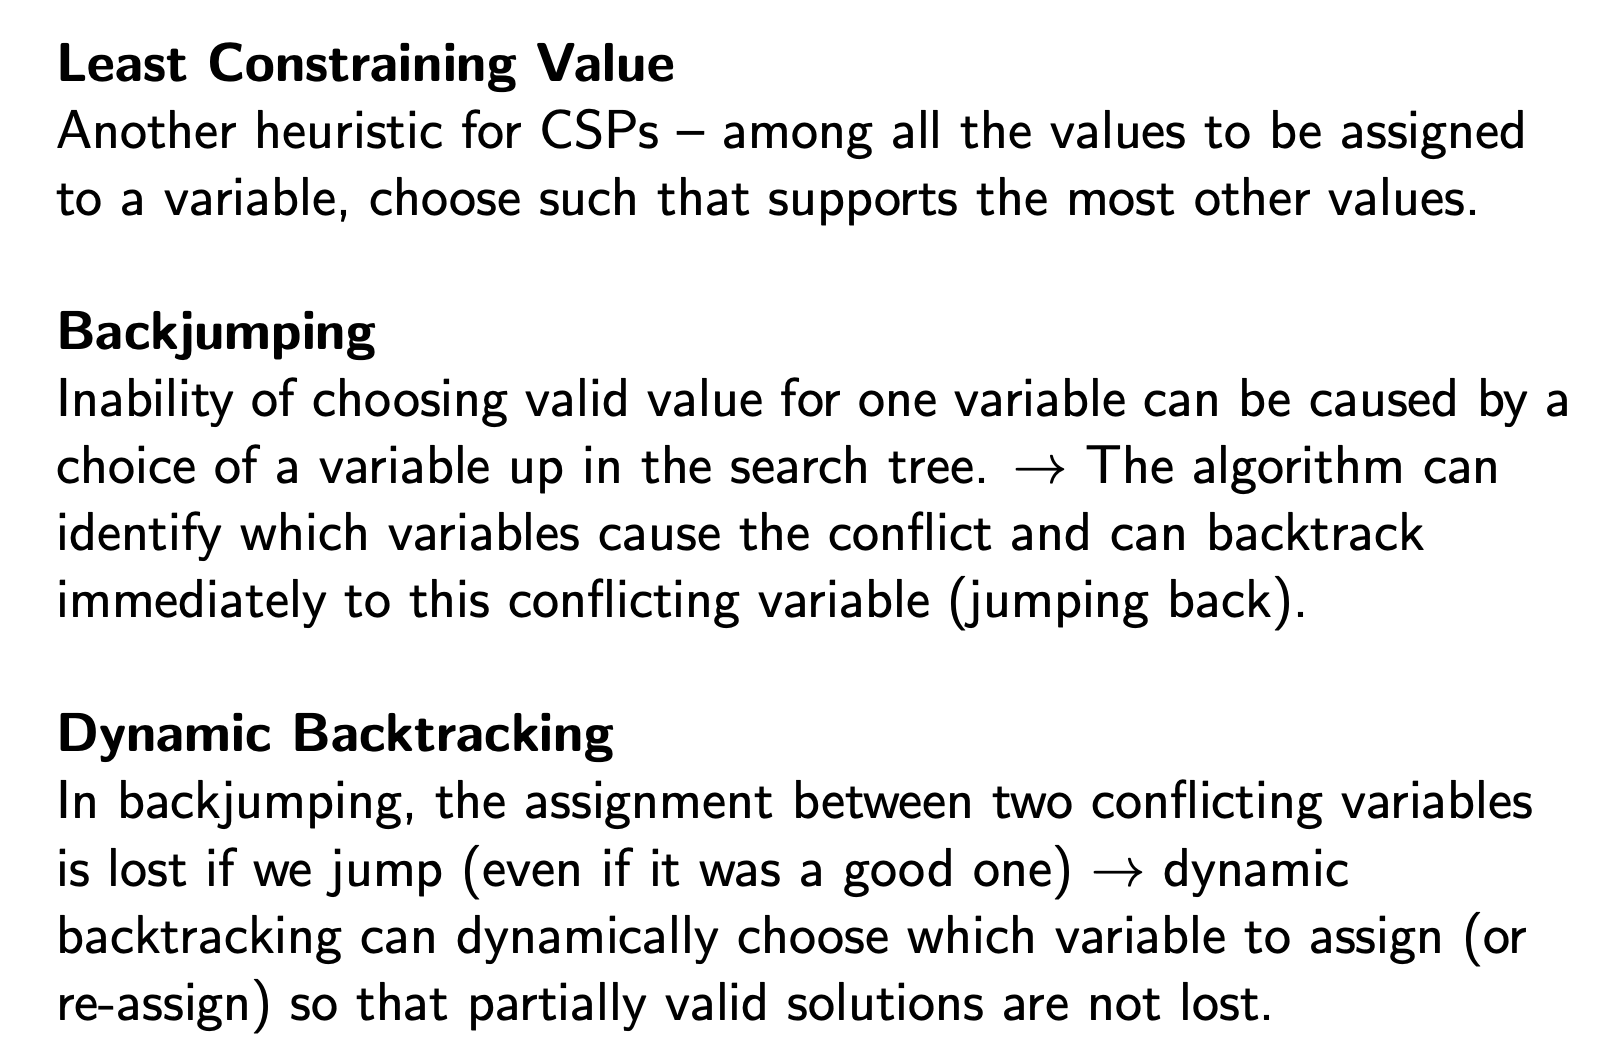 Least Constraining Value
Another heuristic for CSPs – among all the values to be assigned
to a variable, choose such that supports the most other values.
Backjumping
Inability of choosing valid value for one variable can be caused by a
choice of a variable up in the search tree. → The algorithm can
identify which variables cause the conflict and can backtrack
immediately to this conflicting variable (jumping back).
Dynamic Backtracking
In backjumping, the assignment between two conflicting variables
is lost if we jump (even if it was a good one) → dynamic
backtracking can dynamically choose which variable to assign (or
re-assign) so that partially valid solutions are not lost.